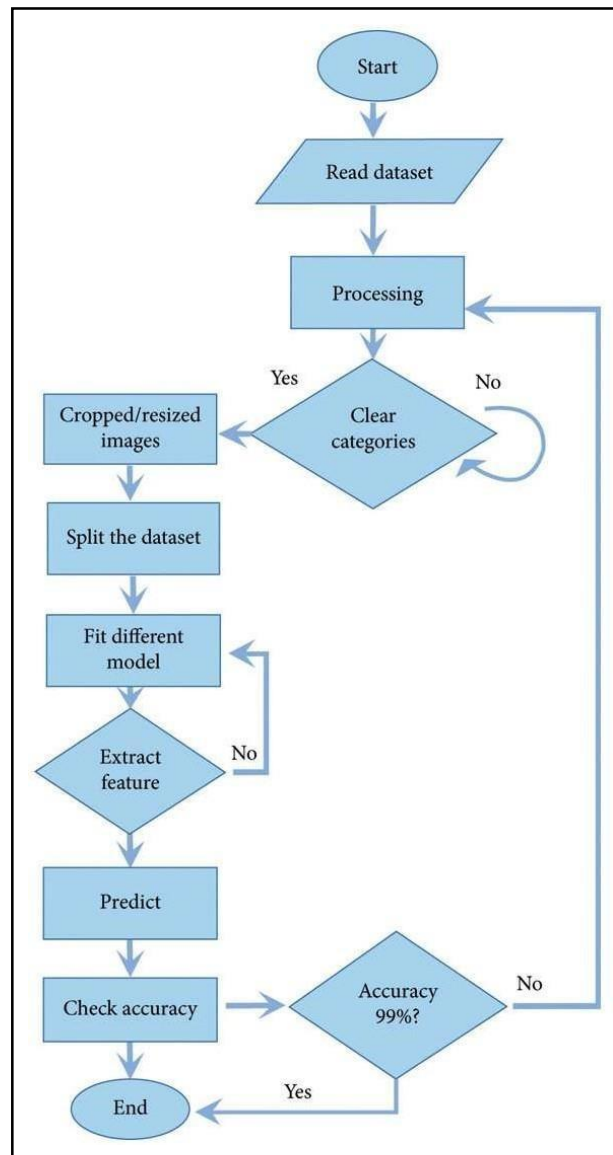 Start
Read dataset
Processing
Yes
No
Clear
categories
Cropped/resized
images
Split the dataset
Fit different
model
Extract
feature
No
Predict
Check accuracy
Accuracy
99%?
No
Yes
End